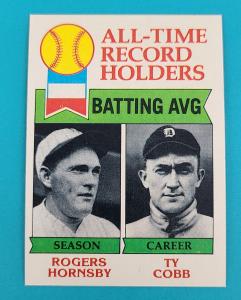 ALL-TIME
RECORD
HOLDERS
BATTING AVG
D
SEASON
CAREER
ROGERS
HORNSBY
TY
COBB